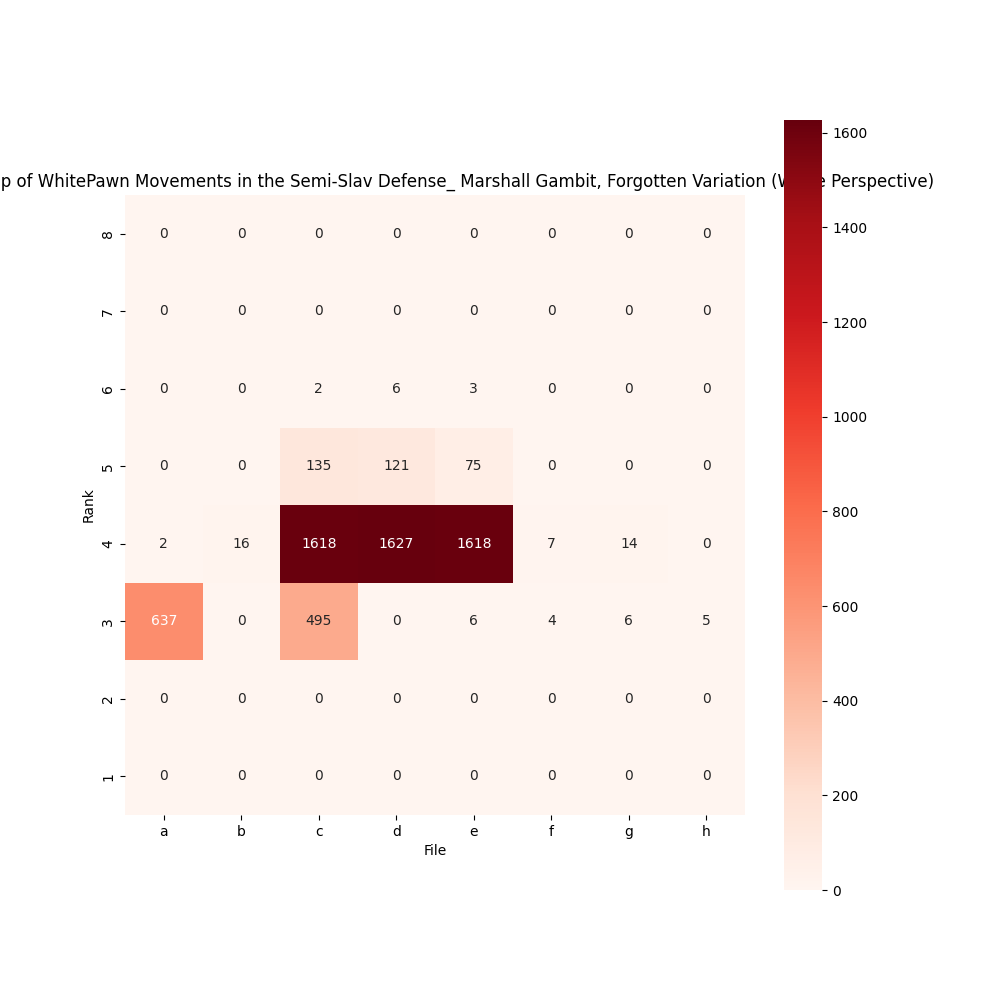 p of WhitePawn Movements in the Semi-Slav Defense_ Marshall Gambit, Forgotten Variation (W e Perspective)
8 0 0 0 0 0 0 0 0
7 0 0 0 0 0 0 0 0
6 0 0 2 6 3 0 0 0
5 0 0 135 121 75 0 0 0
4 2 16 1618 1627 1618 7 14 0
3 637 0 495 0 6 4 6 5
2 0 0 0 0 0 0 0 0
1 0 0 0 0 0 0 0 0
a b c d e f g h
File
Rank
1600
1400
1200
1000
800
600
400
200
0